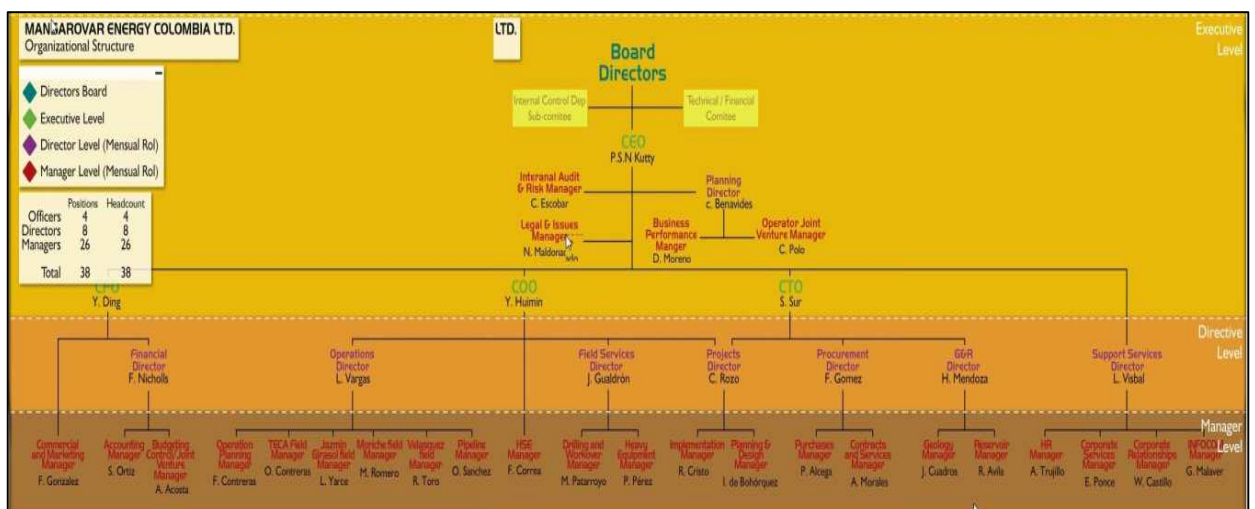 MANSAROVAR ENERGY COLOMBIA LTD.
Organizational Structure
LTD.
Executive
Level
Directors Board
Executive Level
Director Level (Mensual Rol)
Manager Level (Mensual Rol)
Positions Headcount
Officers 4 4
Directors 8 8
Managers 26 26
Total 38 38
Board
Directors
Internal Control Dep
Sub-comitee
Technical / Financial
Comitee
CEO
P.S.N Kutty
Interanal Audit
& Risk Manager
C. Escobar
Planning
Director
c. Benavides
Legal & Issues
Manager
N. Maldonado
Business
Performance
Manger
D. Moreno
Operator Joint
Venture Manager
C. Polo
CFO
Y. Ding
COO
Y. Huimin
CTO
S. Sur
Directive
Level
Financial
Director
F. Nicholls
Operations
Director
L. Vargas
Field Services
Director
J. Gualdrón
Projects
Director
C. Rozo
Procurement
Director
F. Gomez
G&R
Director
H. Mendoza
Support Services
Director
L. Visbal
Manager
Level
Commercial
and Marketing
Manager
F. Gonzalez
Accounting
Manager
S. Ortiz
Budgeting
Control/Joint
Venture
Manager
A. Acosta
Operation
Planning
Manager
F. Contreras
TECA Field
Manager
O. Contreras
Jazmin
Girasol field
Manager
L. Yarce
Moriche field
Manager
M. Romero
Velasquez
field
Manager
R. Toro
Pipeline
Manager
O. Sanchez
HSE
Manager
F. Correa
Drilling and
Workover
Manager
M. Patarroyo
Heavy
Equipment
Manager
P. Pérez
Implementation
Manager
R. Cristo
Planning &
Design
Manager
I. de Bohórquez
Purchases
Manager
P. Alcega
Contracts
and Services
Manager
A. Morales
Geology
Manager
J. Cuadros
Reservoir
Manager
R. Avila
HR
Manager
A. Trujillo
Corporate
Services
Manager
E. Ponce
Corporate
Relationships
Manager
W. Castillo
Manager
G. Malaver